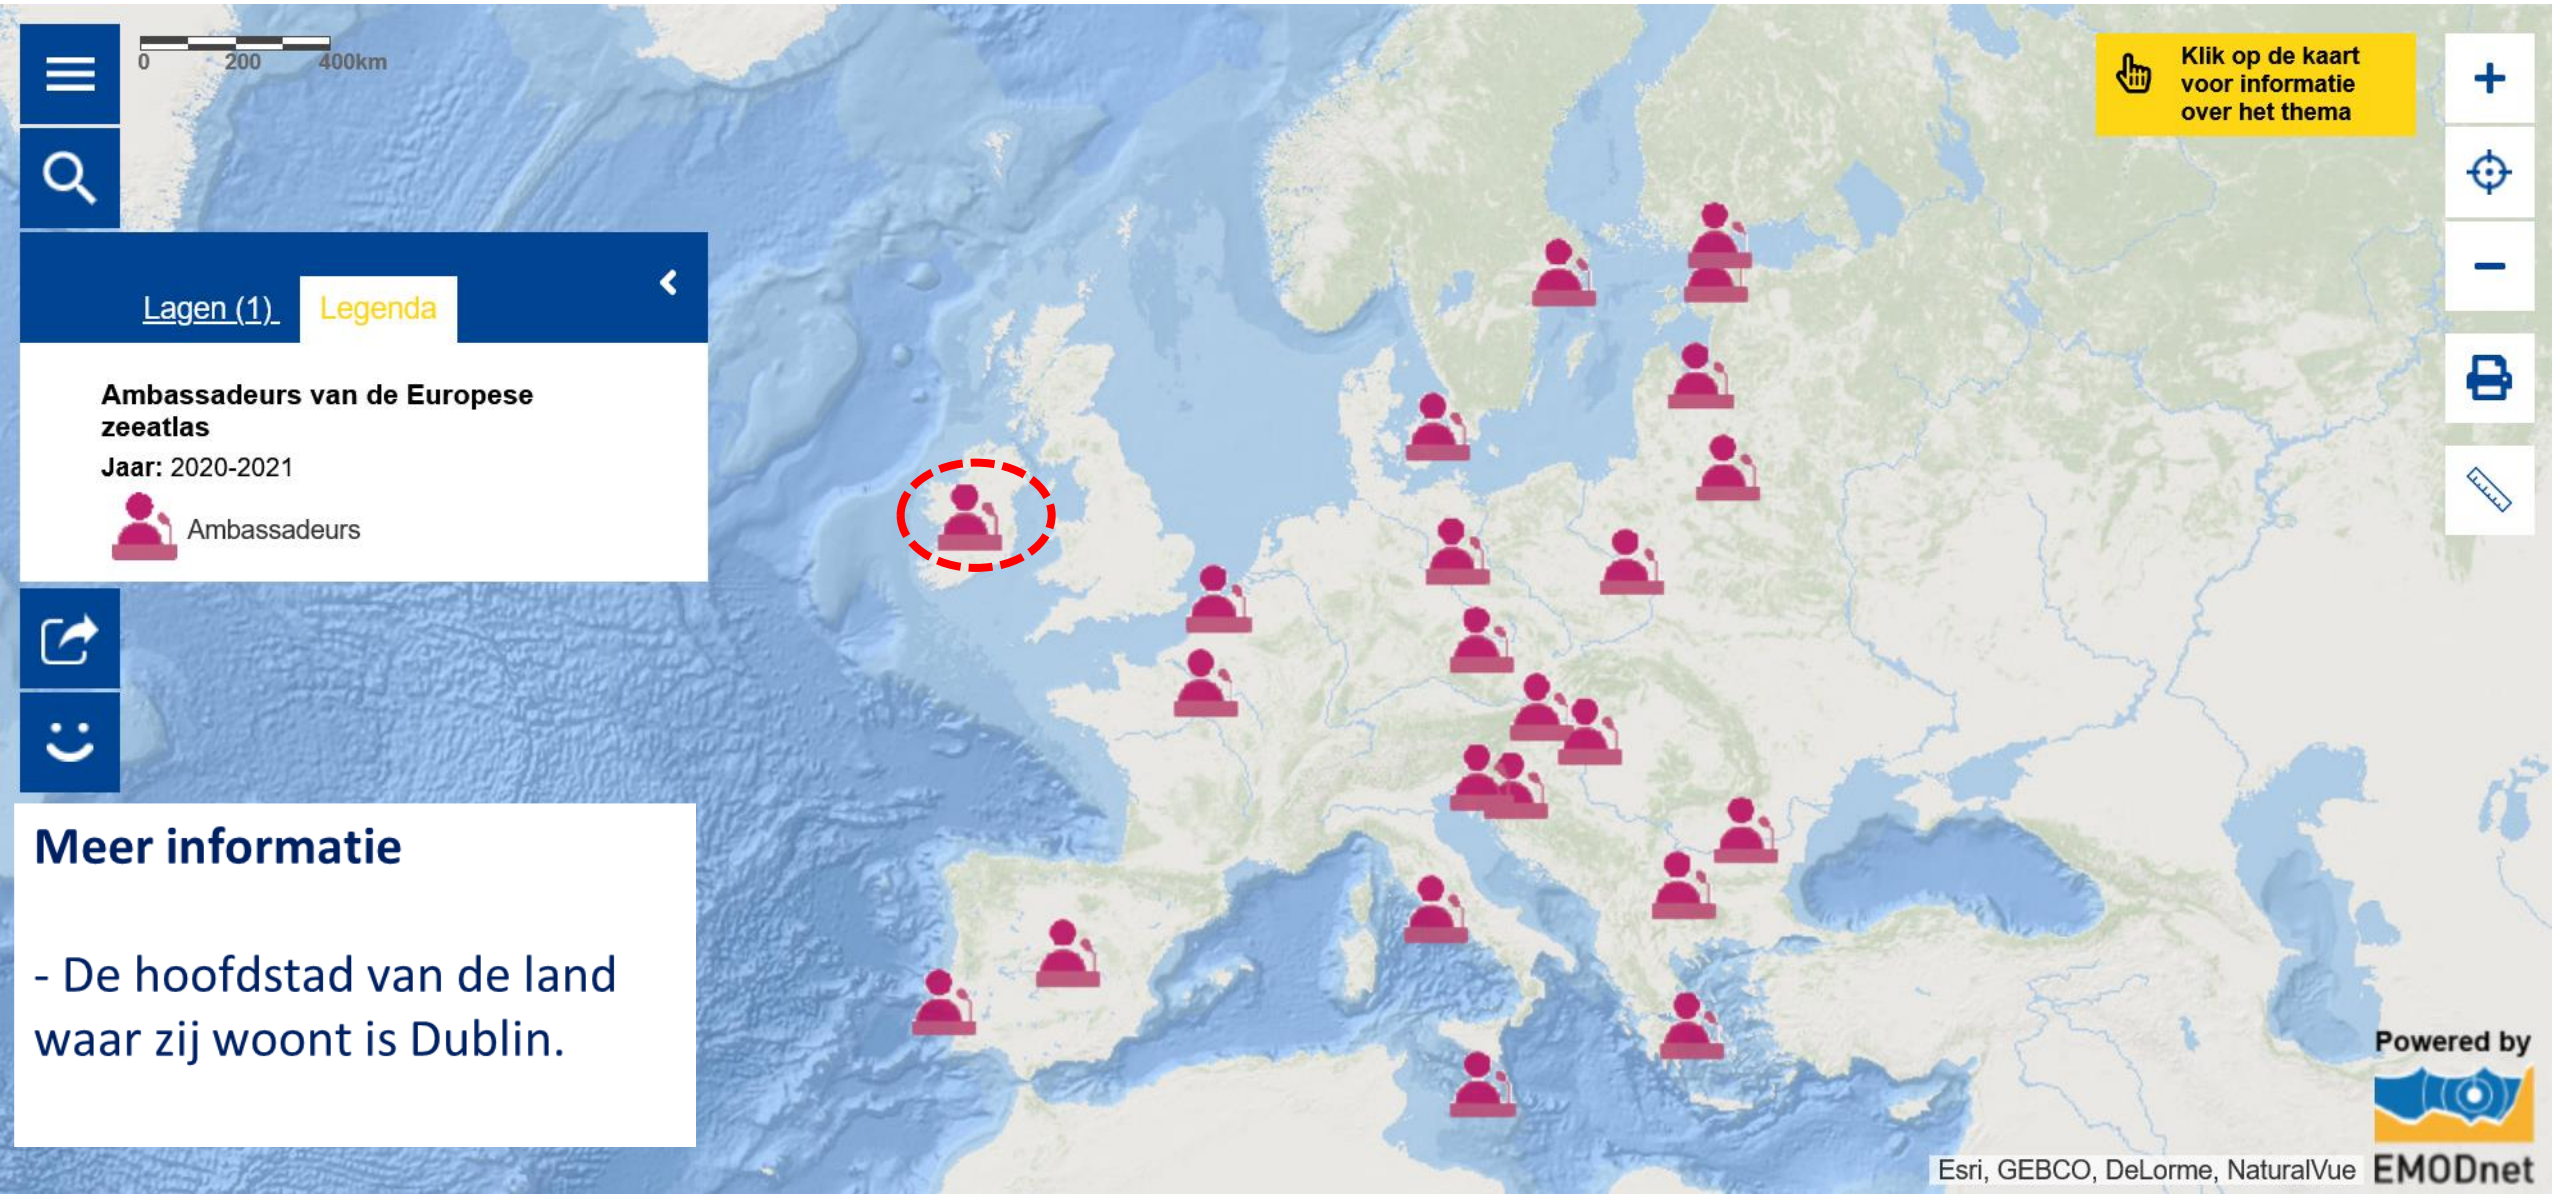 0 200 400km
Klik op de kaart
voor informatie
over het thema
Lagen (1)
Legenda
Ambassadeurs van de Europese
zeeatlas
Jaar: 2020-2021
Ambassadeurs
Meer informatie
- De hoofdstad van de land
waar zij woont is Dublin.
Powered by
EMODnet
Esri, GEBCO, DeLorme, NaturalVue